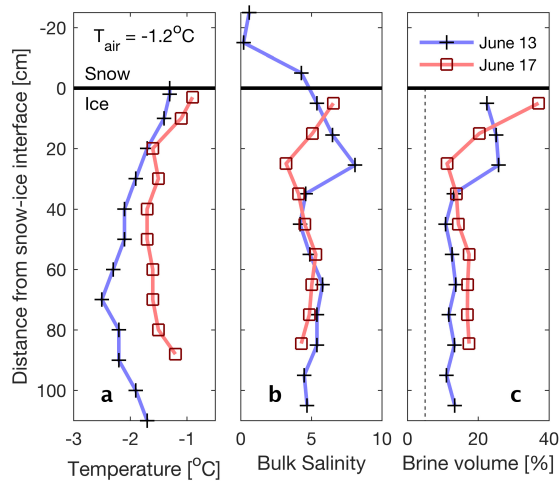 -20
0
20
40
60
80
100
Distance from snow-ice interface [cm]
T air = -1.2°C
Snow
Ice
a
-3
-2
-1
Temperature [°C]
b
0
5
10
Bulk Salinity
June 13
June 17
c
0
20
40
Brine volume [%]